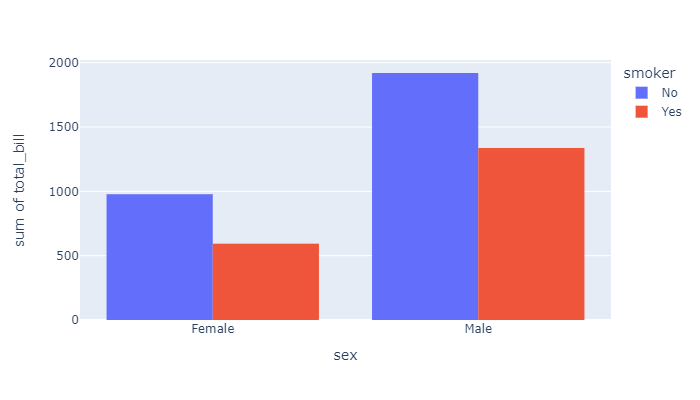 2000
1500
1000
500
0
sum of total_bill
Female
Male
sex
smoker
No
Yes